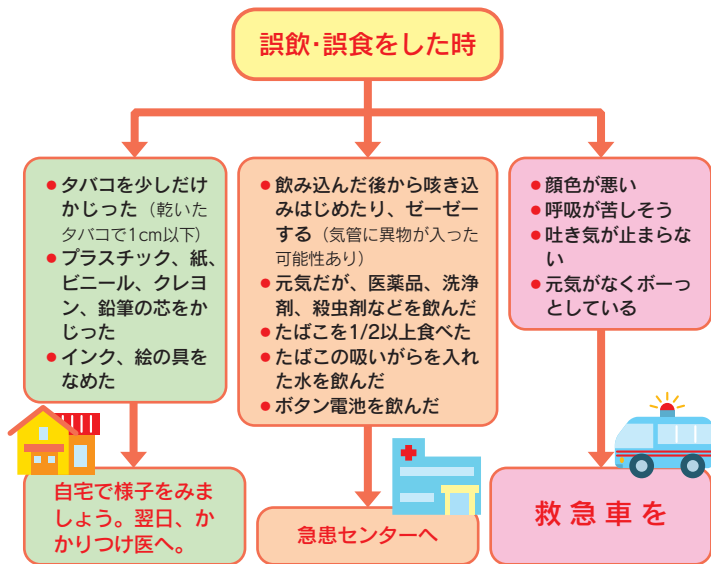 誤飲・誤食をした時
●タバコを少しだけ
かじった（乾いた
タバコで1cm以下）
●プラスチック、紙、
ビニール、クレヨ
ン、鉛筆の芯をか
じった
●インク、絵の具を
なめた
自宅で様子をみま
しょう。翌日、か
かりつけ医へ。
●飲み込んだ後から咳き込
みはじめたり、ゼーゼー
する（気管に異物が入った
可能性あり）
●元気だが、医薬品、洗浄
剤、殺虫剤などを飲んだ
●たばこを1/2以上食べた
●たばこの吸いがらを入れ
た水を飲んだ
●ボタン電池を飲んだ
急患センターへ
●顔色が悪い
●呼吸が苦しそう
●吐き気が止まらな
い
●元気がなくボーっ
としている
救急車を